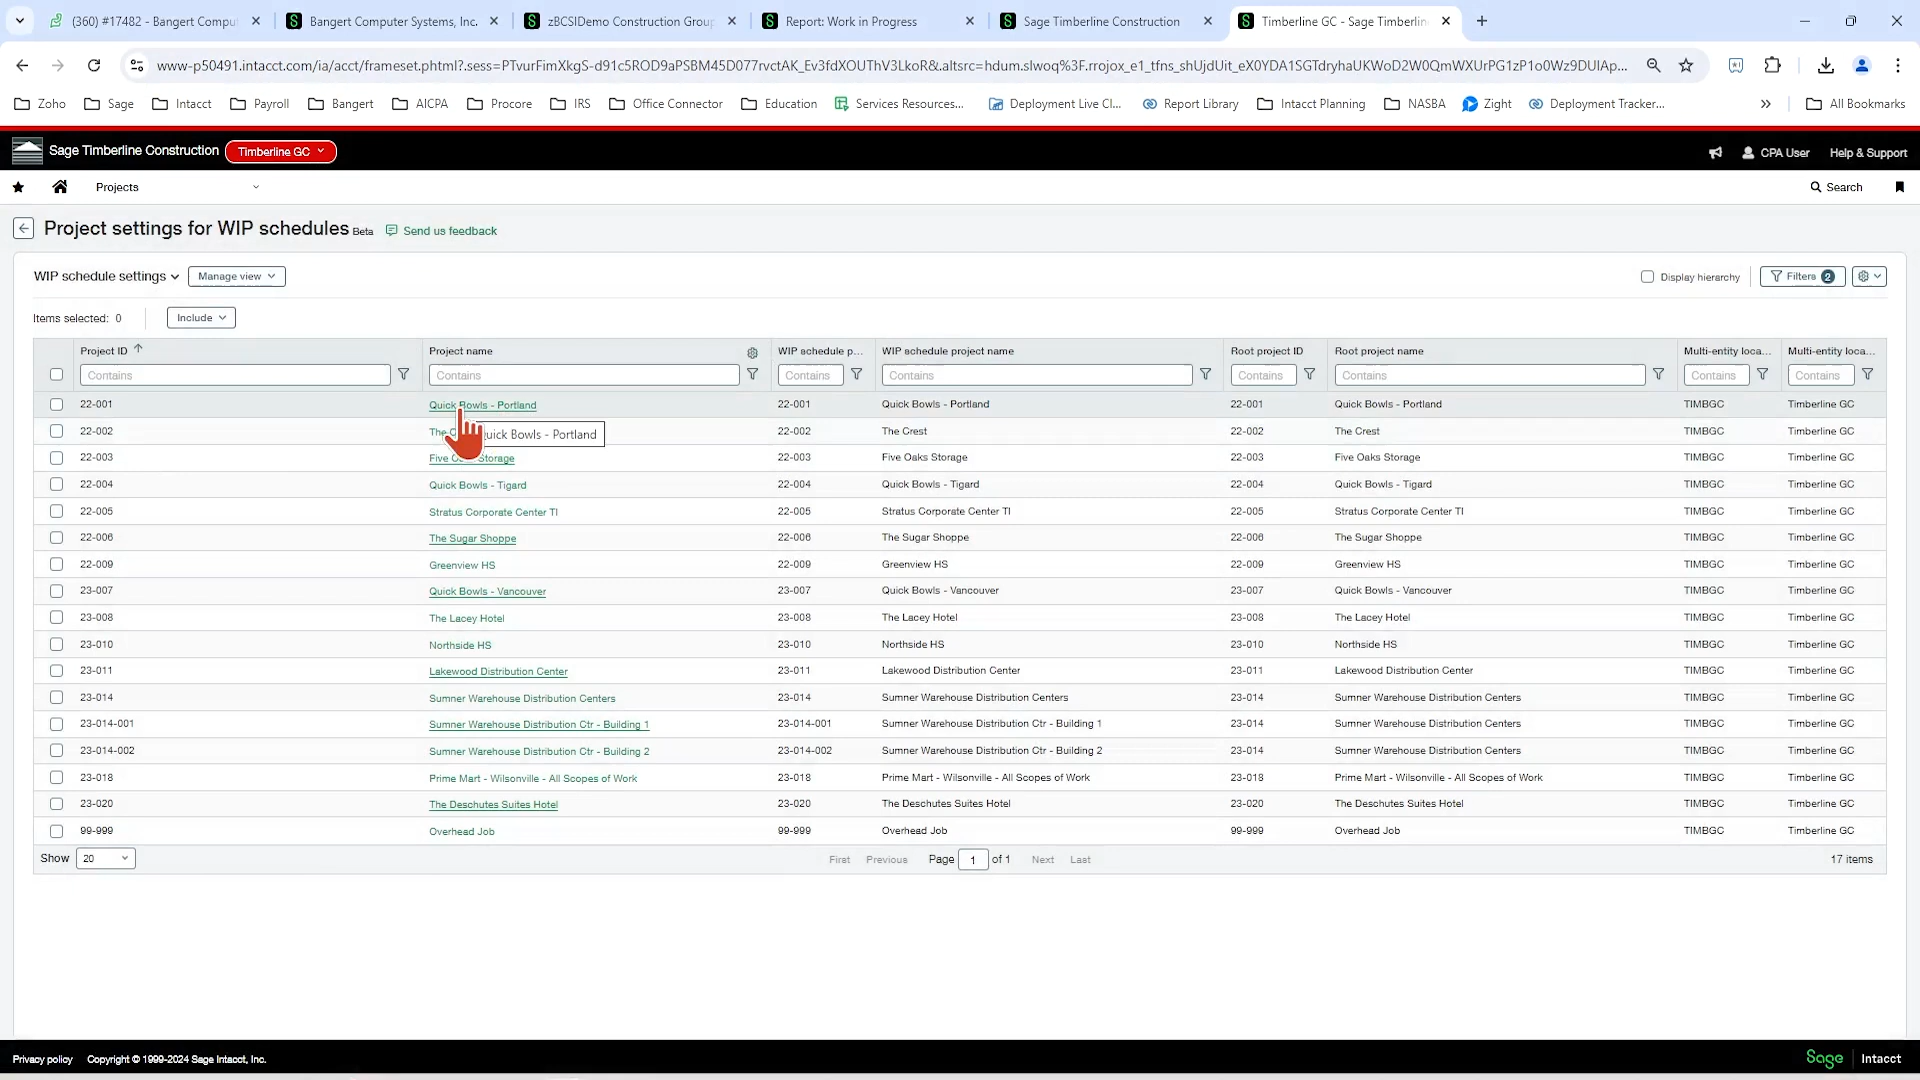 (360) #17482 - Bangert Compu
Bangert Computer Systems, Inc.
zBCSIDemo Construction Group
Report: Work in Progress
Sage Timberline Construction
Timberline GC - Sage Timberlin
www-p50491.intacct.com/ia/acct/frameset.phtml?.sess=PTvurFimXkgS-d91c5ROD9aPSBM45D077rvctAK_Ev3fdXOUThV3LkoR&.altsrc=hdum.slwoq%3F.rrojox_e1_tfns_shUjdUit_eX0YDA1SGTdryhaUKWoD2W0QmWXUrPG1zP1o0Wz9DUIAp...
Zoho Sage Intacct Payroll Bangert AICPA Procore IRS Office Connector Education Services Resources... Deployment Live Cl... Report Library Intacct Planning NASBA Zight Deployment Tracker... » All Bookmarks
Sage Timberline Construction Timberline GC CPA User Help & Support
Projects Search
Project settings for WIP schedules Beta Send us feedback
WIP schedule settings Manage view Display hierarchy Filters 2
Items selected: 0 Include
Project ID Project name WIP schedule p... WIP schedule project name Root project ID Root project name Multi-entity loca... Multi-entity loca...
Contains Contains Contains Contains Contains Contains Contains Contains
22-001 Quick Bowls - Portland 22-001 Quick Bowls - Portland 22-001 Quick Bowls - Portland TIMBGC Timberline GC
22-002 The C uick Bowls - Portland 22-002 The Crest 22-002 The Crest TIMBGC Timberline GC
22-003 Five Oaks Storage 22-003 Five Oaks Storage 22-003 Five Oaks Storage TIMBGC Timberline GC
22-004 Quick Bowls - Tigard 22-004 Quick Bowls - Tigard 22-004 Quick Bowls - Tigard TIMBGC Timberline GC
22-005 Stratus Corporate Center TI 22-005 Stratus Corporate Center TI 22-005 Stratus Corporate Center TI TIMBGC Timberline GC
22-006 The Sugar Shoppe 22-006 The Sugar Shoppe 22-006 The Sugar Shoppe TIMBGC Timberline GC
22-009 Greenview HS 22-009 Greenview HS 22-009 Greenview HS TIMBGC Timberline GC
23-007 Quick Bowls - Vancouver 23-007 Quick Bowls - Vancouver 23-007 Quick Bowls - Vancouver TIMBGC Timberline GC
23-008 The Lacey Hotel 23-008 The Lacey Hotel 23-008 The Lacey Hotel TIMBGC Timberline GC
23-010 Northside HS 23-010 Northside HS 23-010 Northside HS TIMBGC Timberline GC
23-011 Lakewood Distribution Center 23-011 Lakewood Distribution Center 23-011 Lakewood Distribution Center TIMBGC Timberline GC
23-014 Sumner Warehouse Distribution Centers 23-014 Sumner Warehouse Distribution Centers 23-014 Sumner Warehouse Distribution Centers TIMBGC Timberline GC
23-014-001 Sumner Warehouse Distribution Ctr - Building 1 23-014-001 Sumner Warehouse Distribution Ctr - Building 1 23-014 Sumner Warehouse Distribution Centers TIMBGC Timberline GC
23-014-002 Sumner Warehouse Distribution Ctr - Building 2 23-014-002 Sumner Warehouse Distribution Ctr - Building 2 23-014 Sumner Warehouse Distribution Centers TIMBGC Timberline GC
23-018 Prime Mart - Wilsonville - All Scopes of Work 23-018 Prime Mart - Wilsonville - All Scopes of Work 23-018 Prime Mart - Wilsonville - All Scopes of Work TIMBGC Timberline GC
23-020 The Deschutes Suites Hotel 23-020 The Deschutes Suites Hotel 23-020 The Deschutes Suites Hotel TIMBGC Timberline GC
99-999 Overhead Job 99-999 Overhead Job 99-999 Overhead Job TIMBGC Timberline GC
Show 20 First Previous Page 1 of 1 Next Last 17 items
Privacy policy Copyright © 1999-2024 Sage Intacct, Inc. Sage Intacct